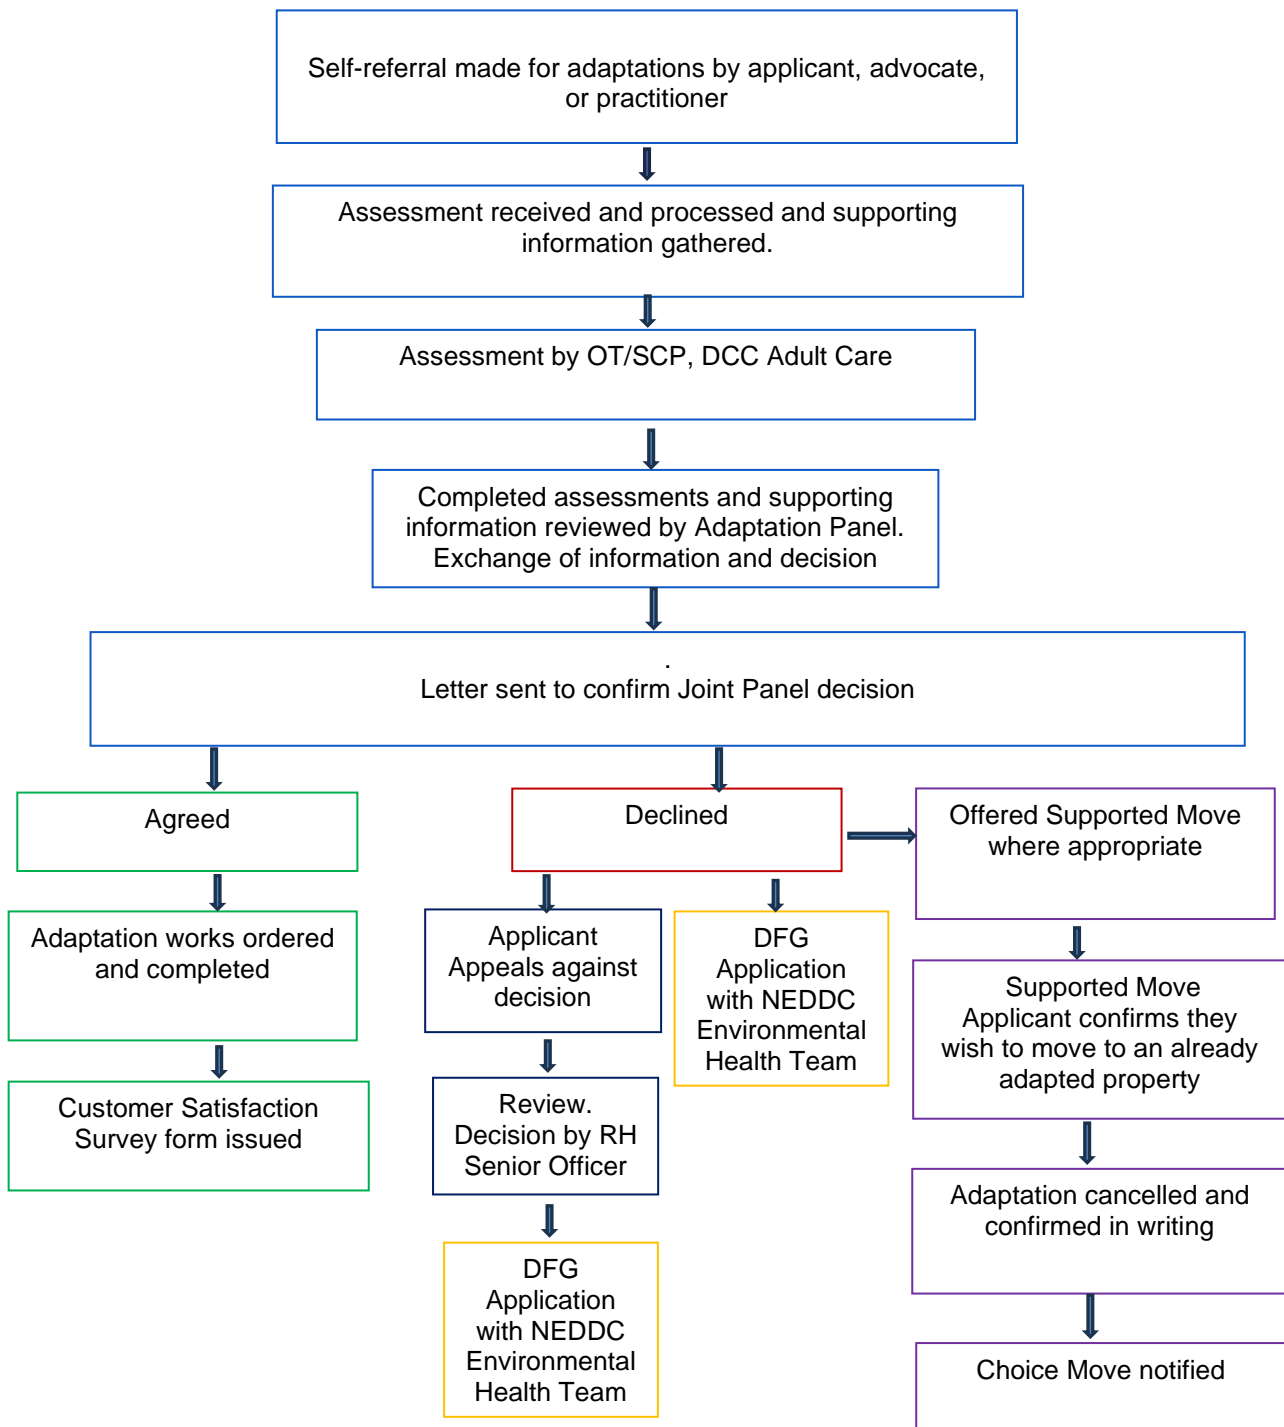 Self-referral made for adaptations by applicant, advocate,
or practitioner
Assessment received and processed and supporting
information gathered.
Assessment by OT/SCP, DCC Adult Care
Completed assessments and supporting
information reviewed by Adaptation Panel.
Exchange of information and decision
.
Letter sent to confirm Joint Panel decision
Agreed
Adaptation works ordered
and completed
Customer Satisfaction
Survey form issued
Declined
Applicant
Appeals against
decision
Review.
Decision by RH
Senior Officer
DFG
Application
with NEDDC
Environmental
Health Team
DFG
Application
with NEDDC
Environmental
Health Team
Offered Supported Move
where appropriate
Supported Move
Applicant confirms they
wish to move to an already
adapted property
Adaptation cancelled and
confirmed in writing
Choice Move notified